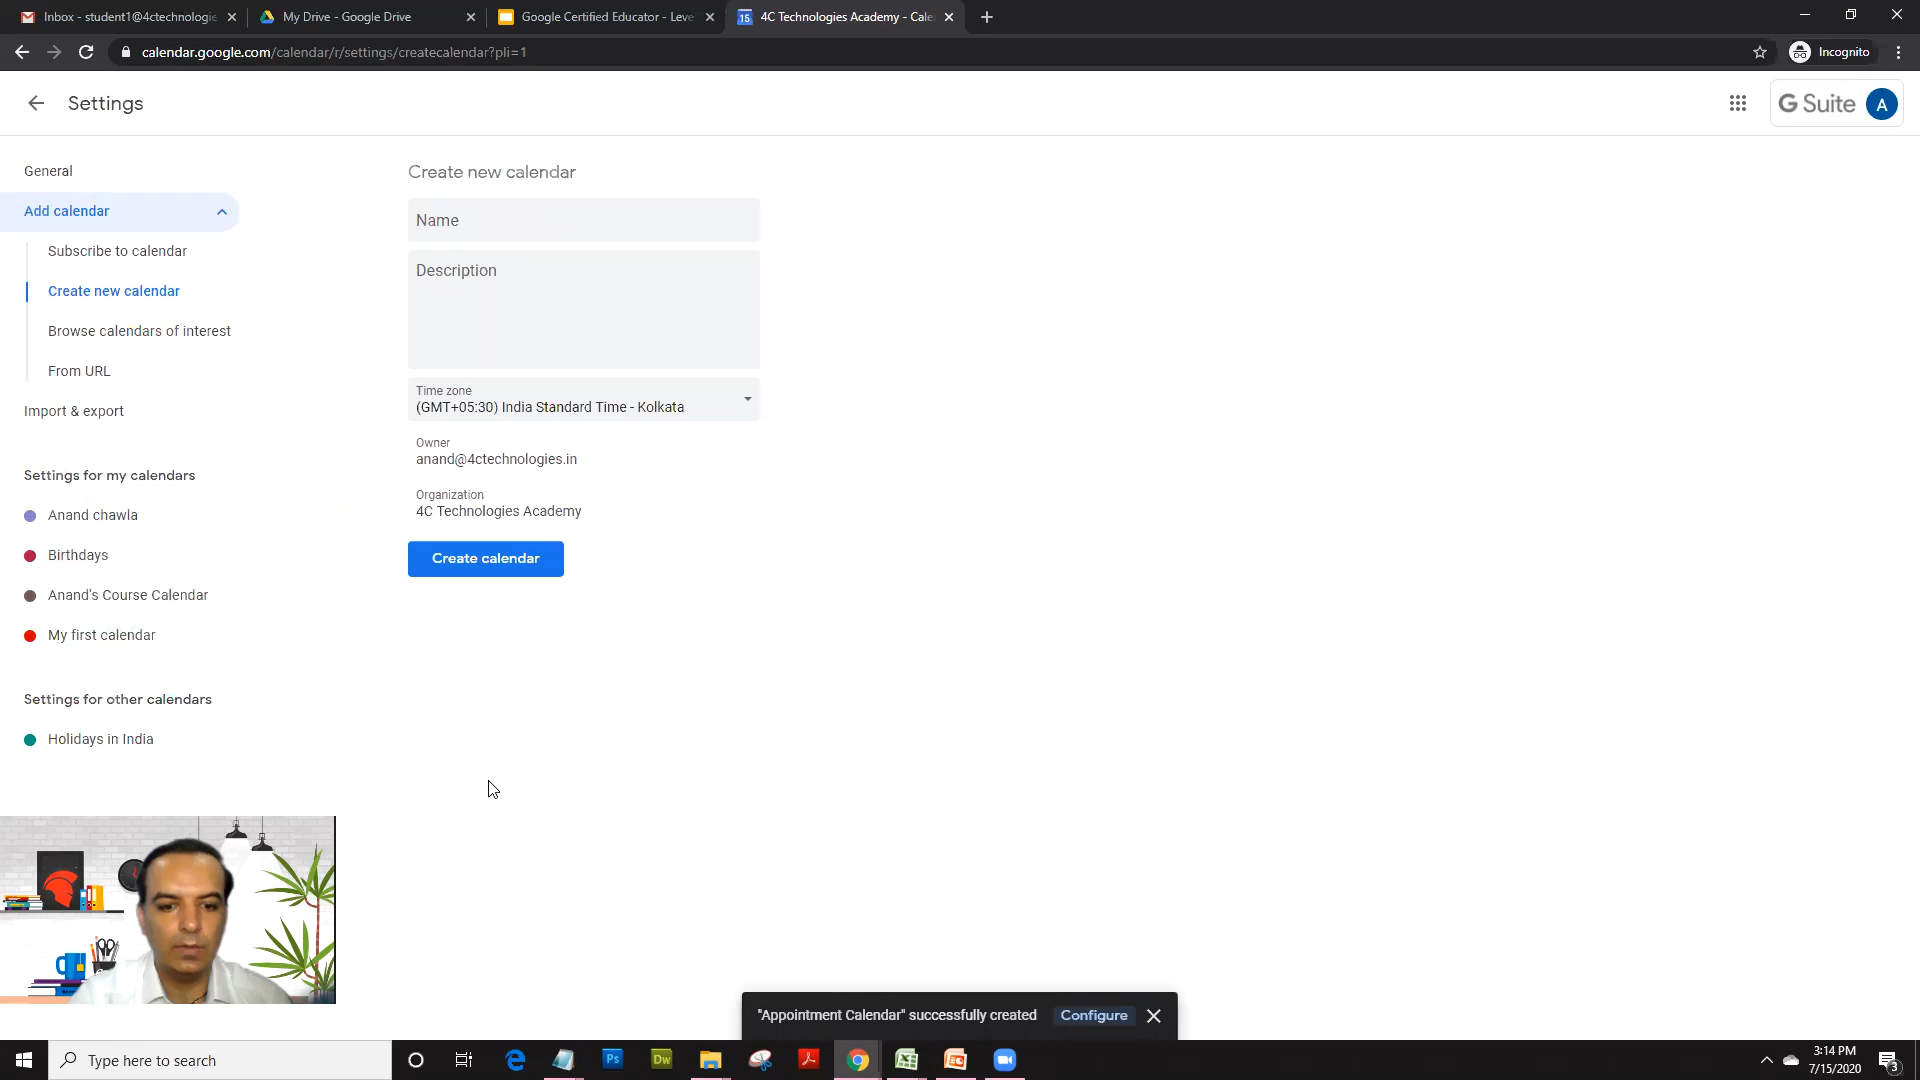 Inbox - student1@4ctechnologie
My Drive - Google Drive
Google Certified Educator - Leve
15
4C Technologies Academy - Cale
calendar.google.com/calendar/r/settings/createcalendar?pli=1
Incognito
Settings
G Suite
A
General
Add calendar
Subscribe to calendar
Create new calendar
Browse calendars of interest
From URL
Import & export
Settings for my calendars
Anand chawla
Birthdays
Anand's Course Calendar
My first calendar
Settings for other calendars
Holidays in India
Create new calendar
Name
Description
Time zone
(GMT+05:30) India Standard Time - Kolkata
Owner
anand@4ctechnologies.in
Organization
4C Technologies Academy
Create calendar
"Appointment Calendar" successfully created
Configure
Type here to search
Ps
Dw
3:14 PM
7/15/2020
3